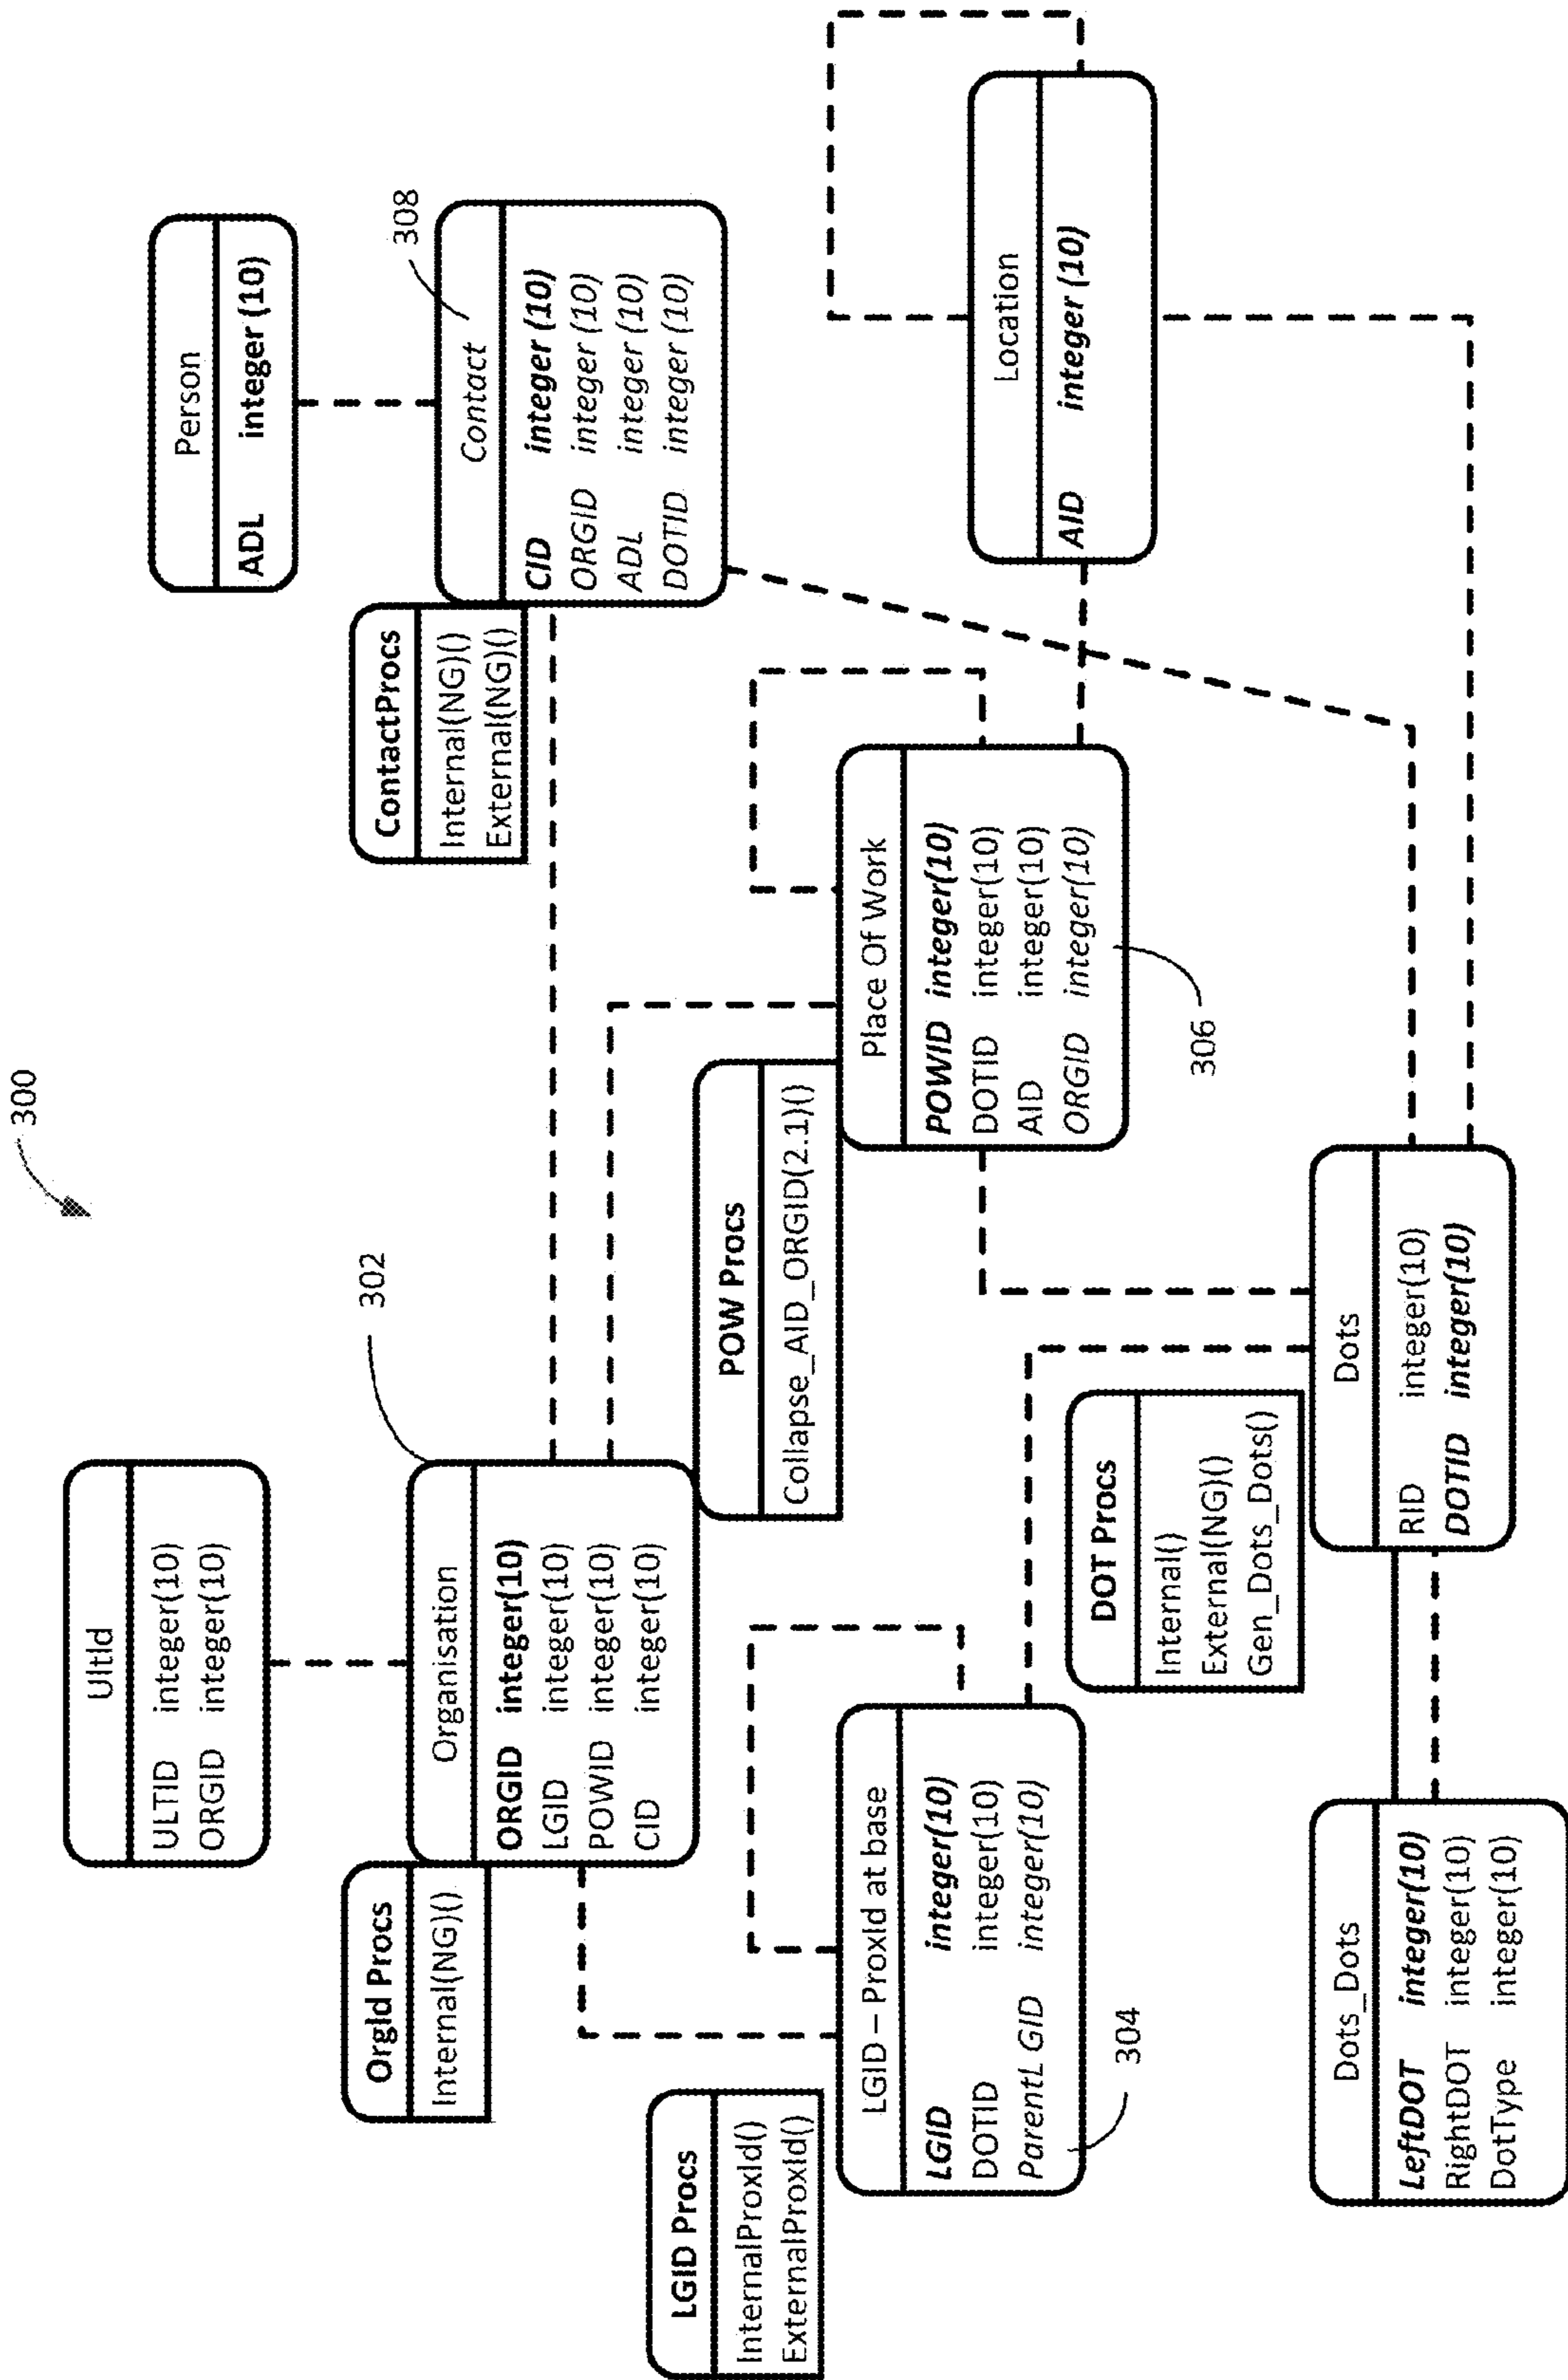 300
UltId
ULTID integer(10)
ORGID integer(10)
302
OrgId Procs
Internal(NG)()
Organisation
ORGID integer(10)
LGID integer(10)
POWID integer(10)
CID integer(10)
Person
ADL integer (10)
308
ContactProcs
Internal(NG)()
External(NG)()
Contact
CID integer (10)
ORGID integer (10)
ADL integer (10)
DOTID integer (10)
LGID Procs
InternalProxId()
ExternalProxId()
POW Procs
Collapse_AID_ORGID(2.1)()
LGID – ProxId at base
LGID integer(10)
DOTID integer(10)
ParentL GID integer(10)
304
Place Of Work
POWID integer(10)
DOTID integer(10)
AID integer(10)
ORGID integer(10)
306
Location
AID integer (10)
DOT Procs
Internal()
External(NG)()
Gen_Dots_Dots()
Dots_Dots
LeftDOT integer(10)
RightDOT integer(10)
DotType integer(10)
Dots
RID integer(10)
DOTID integer(10)